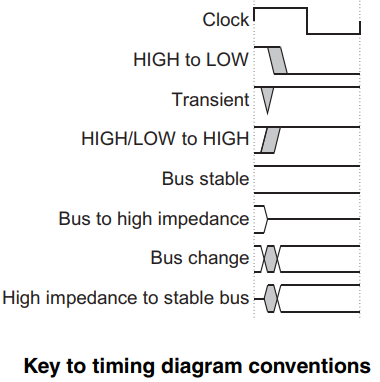 Clock
HIGH to LOW
Transient
HIGH/LOW to HIGH
Bus stable
Bus to high impedance
Bus change
High impedance to stable bus
Key to timing diagram conventions